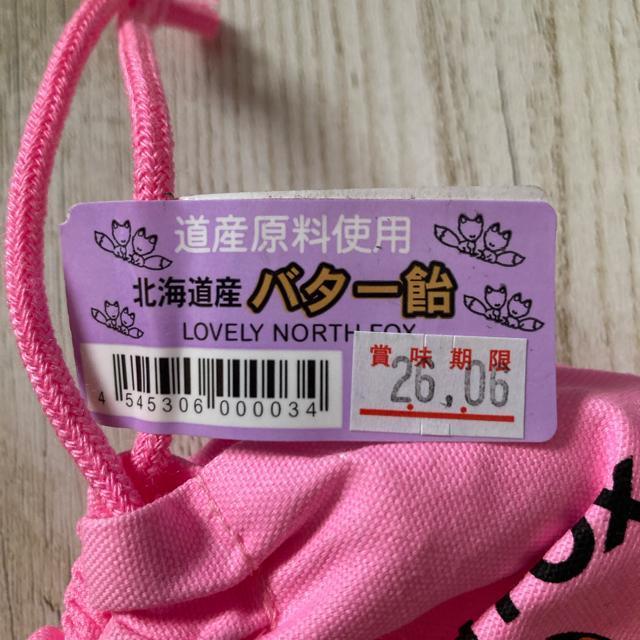 道産原料使用
北海道産 バター飴
LOVELY NORTH FOX
賞味期限
26.06
4 545306 000034
fox